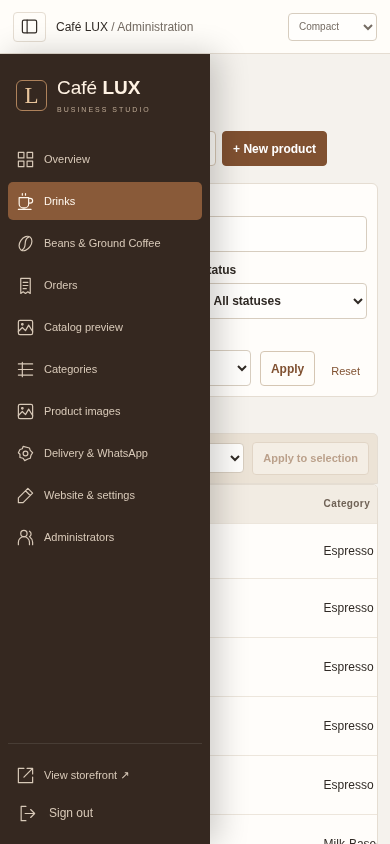 Café LUX / Administration
Compact
L
Café LUX
BUSINESS STUDIO
Overview
+ New product
Drinks
Beans & Ground Coffee
tatus
Orders
All statuses
Catalog preview
Categories
Apply
Reset
Product images
Delivery & WhatsApp
Apply to selection
Website & settings
Category
Administrators
Espresso
Espresso
Espresso
Espresso
View storefront ↗
Espresso
Sign out
Milk Base